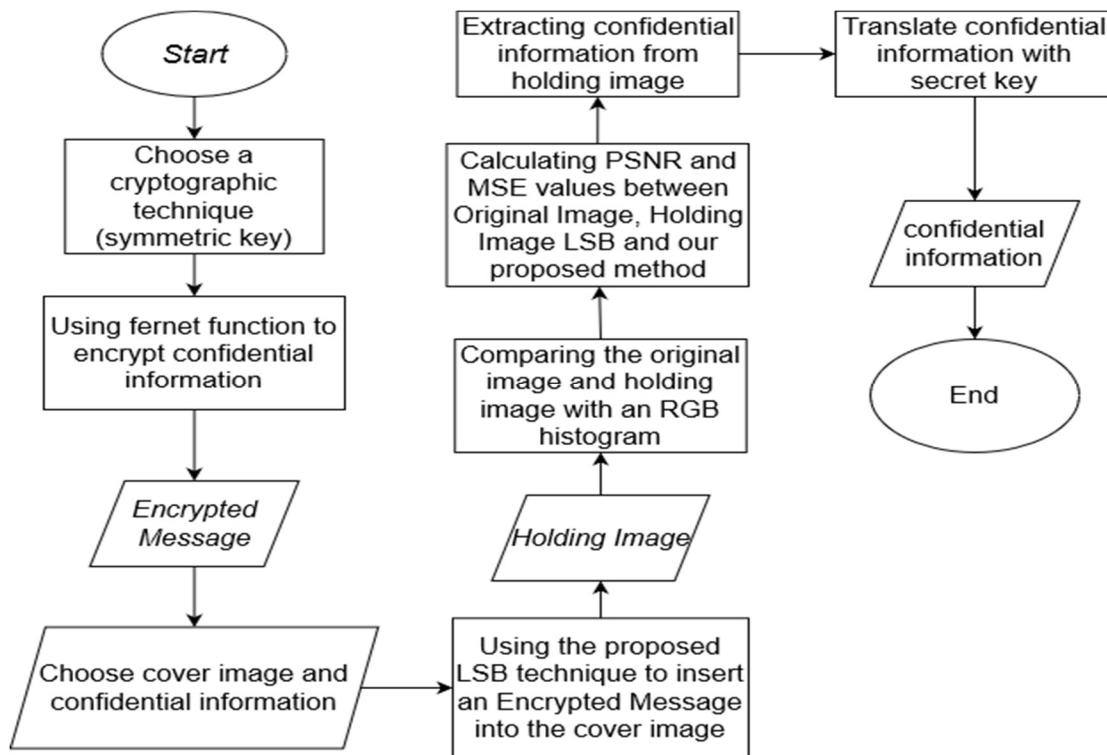 Start
Choose a
cryptographic
technique
(symmetric key)
Using fernet function to
encrypt confidential
information
Encrypted
Message
Choose cover image and
confidential information
Using the proposed
LSB technique to insert
an Encrypted Message
into the cover image
Holding Image
Comparing the original
image and holding
image with an RGB
histogram
Calculating PSNR and
MSE values between
Original Image, Holding
Image LSB and our
proposed method
Extracting confidential
information from
holding image
Translate confidential
information with
secret key
confidential
information
End